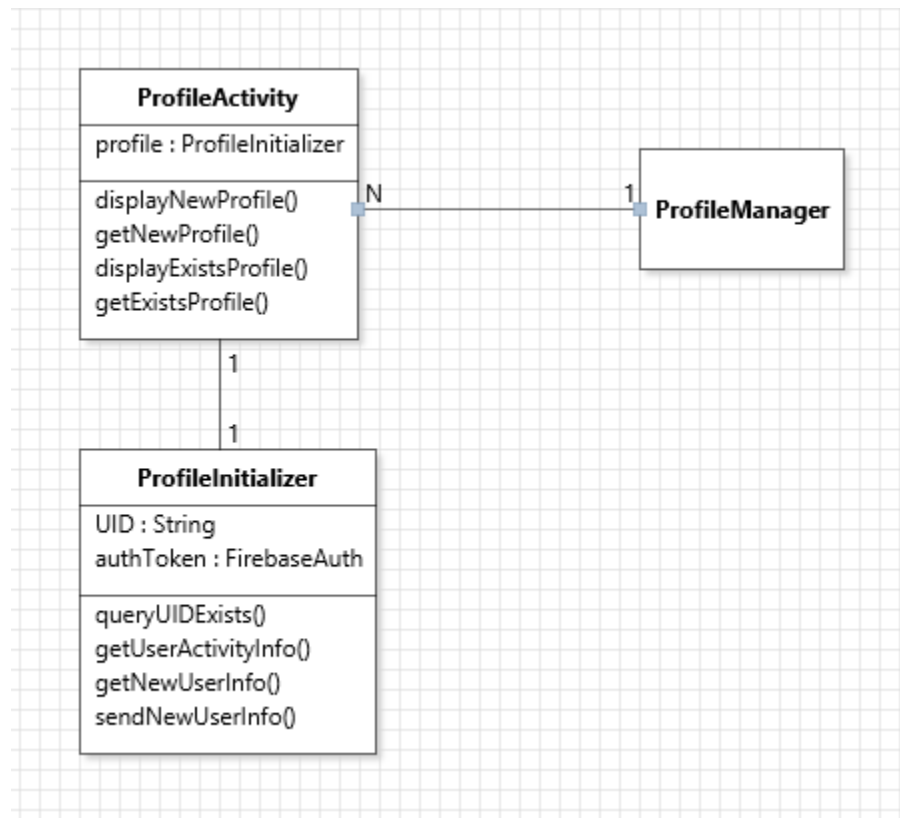 ProfileActivity
profile : ProfileInitializer
displayNewProfile()
getNewProfile()
displayExistsProfile()
getExistsProfile()
N
1
ProfileManager
1
1
ProfileInitializer
UID : String
authToken : FirebaseAuth
queryUIDExists()
getUserActivityInfo()
getNewUserInfo()
sendNewUserInfo()